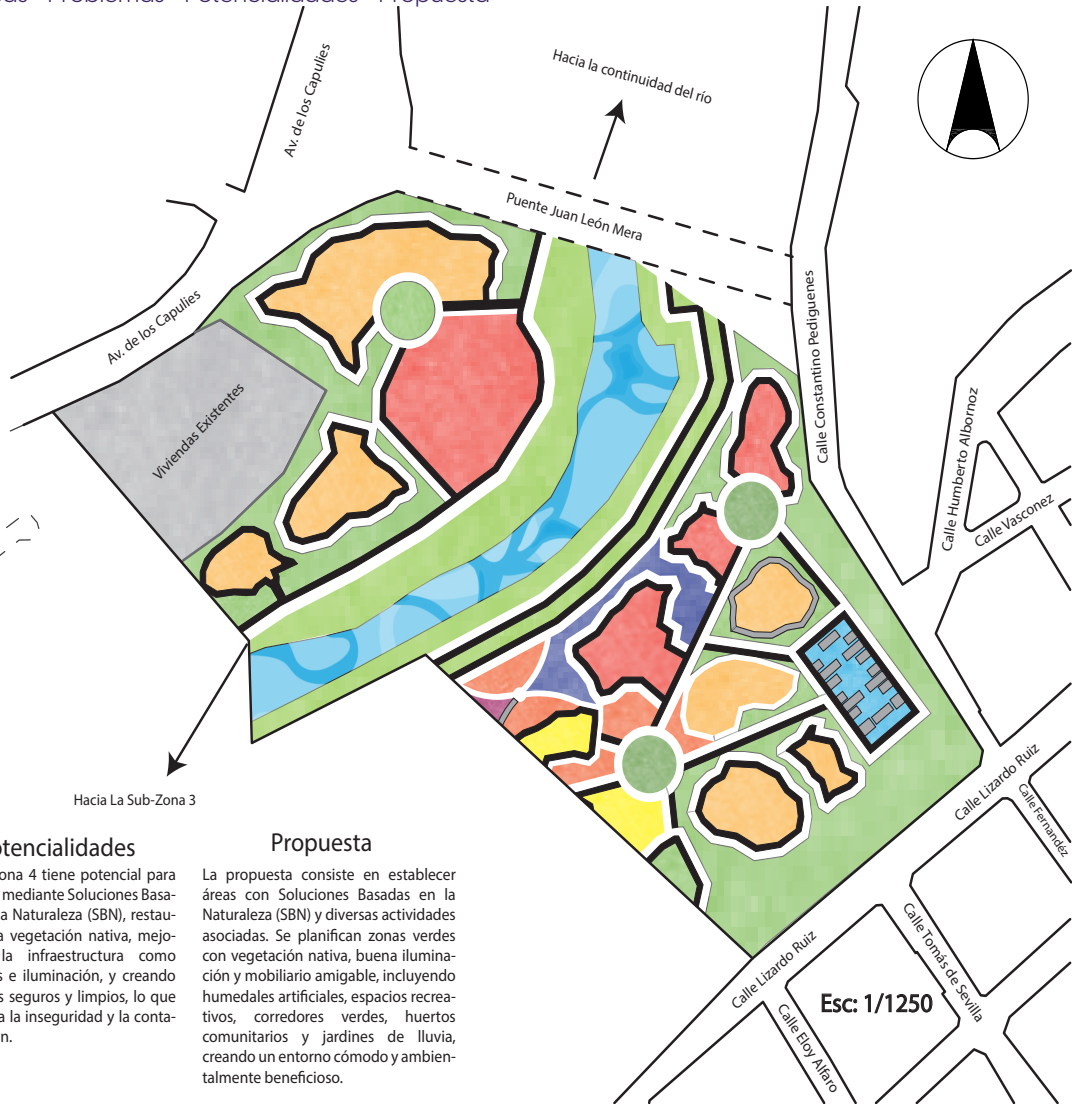 Problemas Potencialidades Propuesta
Hacia la continuidad del río
Av. de los Capulies
Puente Juan León Mera
Av. de los Capulies
Calle Constantino Pediguenes
Viviendas Existentes
Calle Humberto Albornoz
Calle Vasconez
Hacia La Sub-Zona 3
Calle Lizardo Ruiz
Calle Fernandéz
Calle Lizardo Ruiz
Calle Tomás de Sevilla
Calle Eloy Alfaro
Esc: 1/1250
otencialidades
ona 4 tiene potencial para
mediante Soluciones Basa-
a Naturaleza (SBN), restau-
a vegetación nativa, mejo-
la infraestructura como
s e iluminación, y creando
s seguros y limpios, lo que
a la inseguridad y la conta-
n.
Propuesta
La propuesta consiste en establecer
áreas con Soluciones Basadas en la
Naturaleza (SBN) y diversas actividades
asociadas. Se planifican zonas verdes
con vegetación nativa, buena ilumina-
ción y mobiliario amigable, incluyendo
humedales artificiales, espacios recrea-
tivos, corredores verdes, huertos
comunitarios y jardines de lluvia,
creando un entorno cómodo y ambien-
talmente beneficioso.